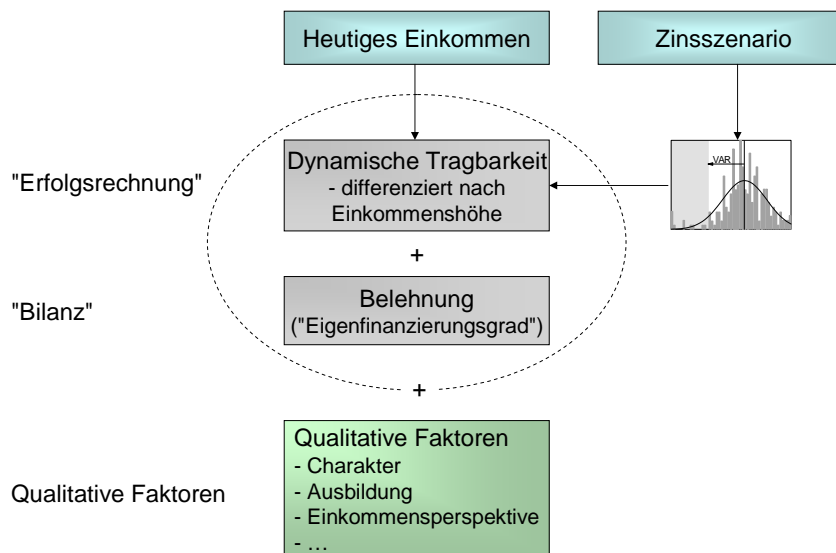 Heutiges Einkommen
Zinsszenario
"Erfolgsrechnung"
Dynamische Tragbarkeit
- differenziert nach
Einkommenshöhe
VAR
+
"Bilanz"
Belehnung
("Eigenfinanzierungsgrad")
+
Qualitative Faktoren
Qualitative Faktoren
- Charakter
- Ausbildung
- Einkommensperspektive
- ...